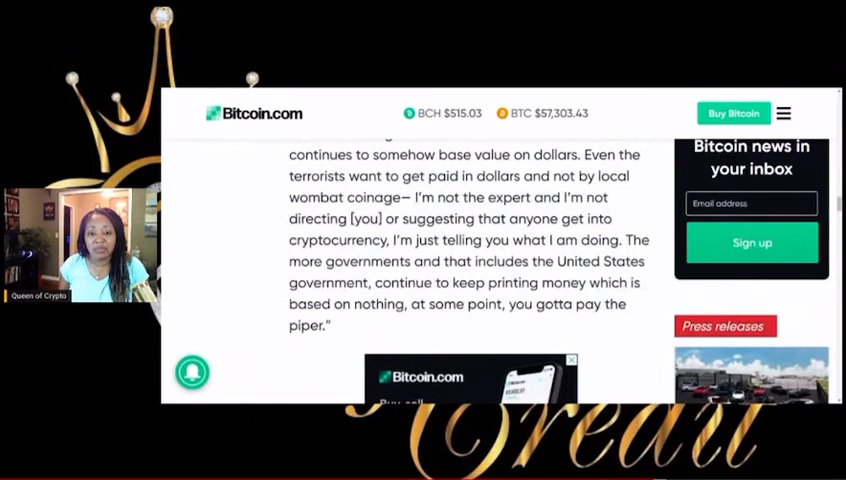 Bitcoin.com
BCH $515.03
BTC $57,303.43
Buy Bitcoin
continues to somehow base value on dollars. Even the
terrorists want to get paid in dollars and not by local
wombat coinage– I'm not the expert and I'm not
directing [you] or suggesting that anyone get into
cryptocurrency, I'm just telling you what I am doing. The
more governments and that includes the United States
government, continue to keep printing money which is
based on nothing, at some point, you gotta pay the
piper.”
Bitcoin news in
your inbox
Email address
Sign up
Press releases
Bitcoin.com
Queen of Crypto
Credit